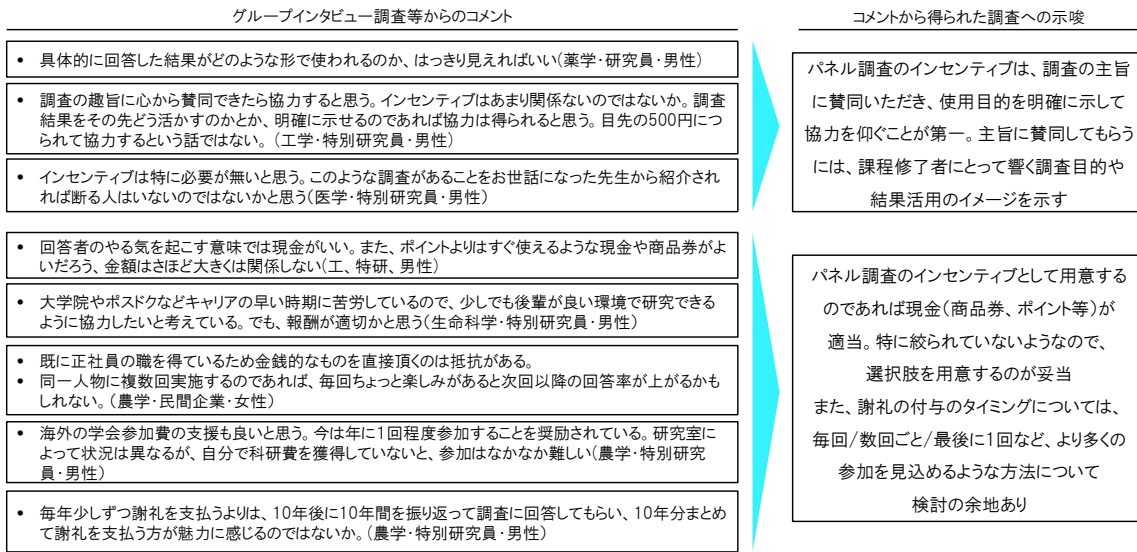 グループインタビュー調査等からのコメント
• 具体的に回答した結果がどのような形で使われるのか、はっきり見えればいい(薬学・研究員・男性)
• 調査の趣旨に心から賛同できたら協力すると思う。インセンティブはあまり関係ないのではないか。調査
結果をその先どう活かすのかとか、明確に示せるのであれば協力は得られると思う。目先の500円につ
られて協力するという話ではない。(工学・特別研究員・男性)
• インセンティブは特に必要が無いと思う。このような調査があることをお世話になった先生から紹介され
れば断る人はいないのではないかと思う(医学・特別研究員・男性)
• 回答者のやる気を起こす意味では現金がいい。また、ポイントよりはすぐ使えるような現金や商品券がよ
いだろう、金額はさほど大きくは関係しない(工、特研、男性)
• 大学院やポスドクなどキャリアの早い時期に苦労しているので、少しでも後輩が良い環境で研究できる
ように協力したいと考えている。でも、報酬が適切かと思う(生命科学・特別研究員・男性)
• 既に正社員の職を得ているため金銭的なものを直接頂くのは抵抗がある。
• 同一人物に複数回実施するのであれば、毎回ちょっと楽しみがあると次回以降の回答率が上がるかも
しれない。(農学・民間企業・女性)
• 海外の学会参加費の支援も良いと思う。今は年に1回程度参加することを奨励されている。研究室に
よって状況は異なるが、自分で科研費を獲得していないと、参加はなかなか難しい(農学・特別研究
員・男性)
• 毎年少しずつ謝礼を支払うよりは、10年後に10年間を振り返って調査に回答してもらい、10年分まとめ
て謝礼を支払う方が魅力に感じるのではないか。(農学・特別研究員・男性)
コメントから得られた調査への示唆
パネル調査のインセンティブは、調査の主旨
に賛同いただき、使用目的を明確に示して
協力を仰ぐことが第一。主旨に賛同してもらう
には、課程修了者にとって響く調査目的や
結果活用のイメージを示す
パネル調査のインセンティブとして用意する
のであれば現金(商品券、ポイント等)が
適当。特に絞られていないようなので、
選択肢を用意するのが妥当
また、謝礼の付与のタイミングについては、
毎回/数回ごと/最後に1回など、より多くの
参加を見込めるような方法について
検討の余地あり